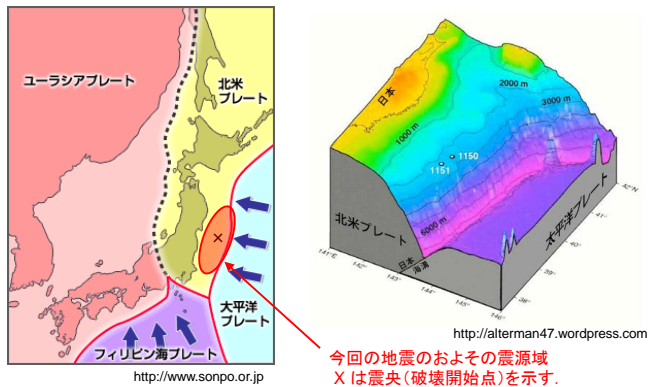 ユーラシアプレート
北米
プレート
太平洋
プレート
フィリピン海プレート
×
http://www.sonpo.or.jp
日本
1000 m
2000 m
3000 m
1150
1151
6000 m
北米プレート
太平洋プレート
日本
海溝
141°E
142°
143°
144°
145°
146°
38°
39°
40°
41°
42°N
http://alterman47.wordpress.com
今回の地震のおよその震源域
X は震央(破壊開始点)を示す.